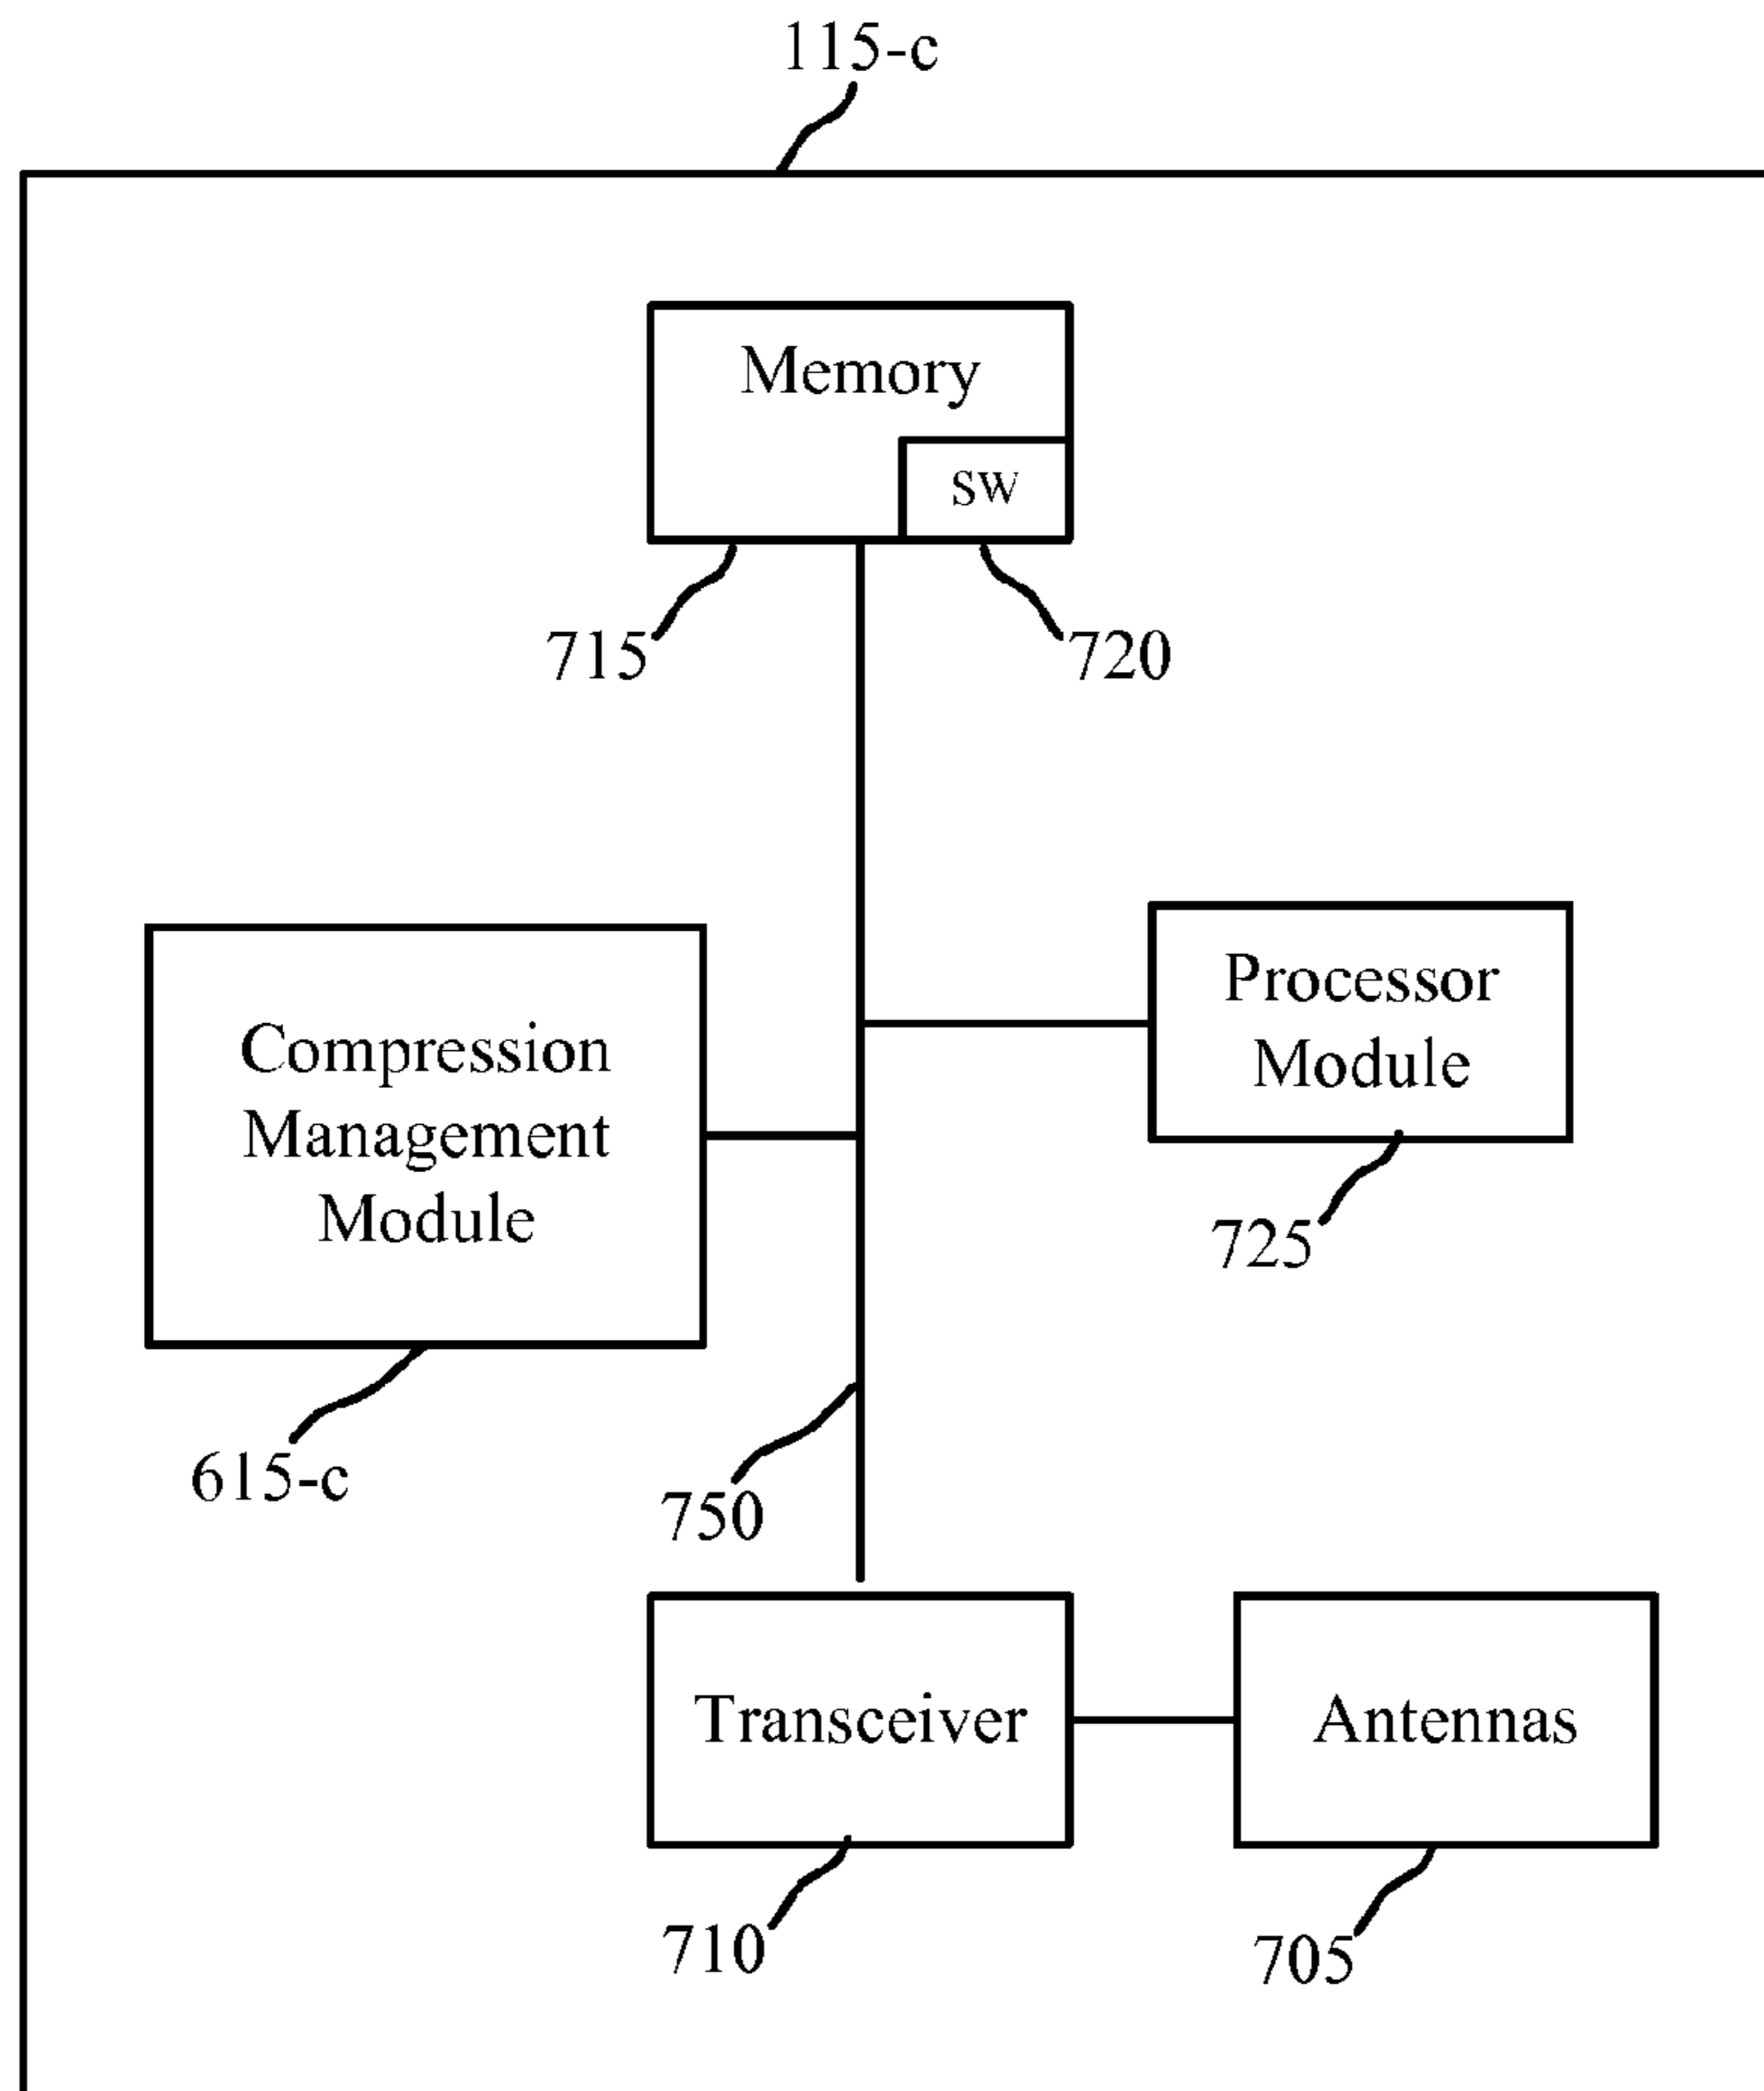 115-c
Memory
SW
715
720
Processor
Module
725
Compression
Management
Module
615-c
750
Transceiver
Antennas
710
705